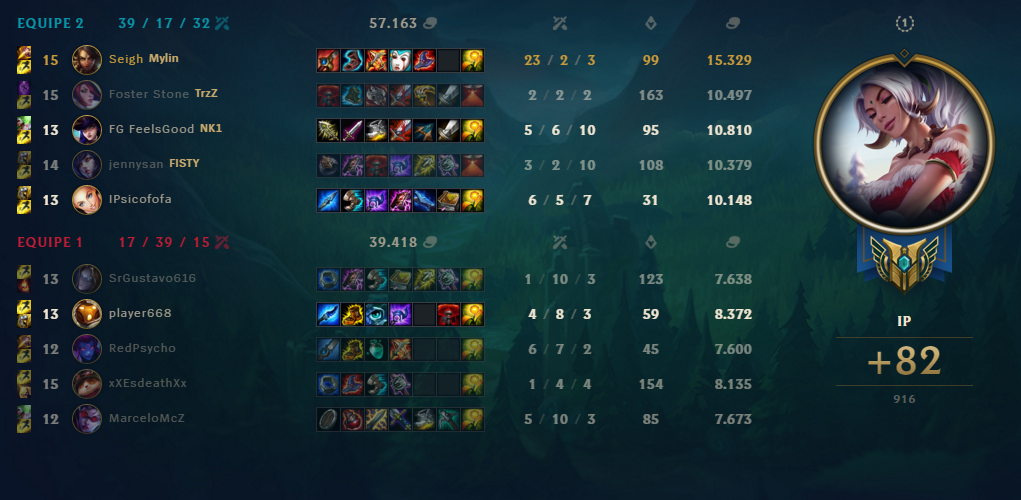 EQUIPE 2 39 / 17 / 32 57.163
15 Seigh Mylin 23 / 2 / 3 99 15.329
15 Foster Stone TrzZ 2 / 2 / 2 163 10.497
13 FG FeelsGood NK1 5 / 6 / 10 95 10.810
14 jennysan FISTY 3 / 2 / 10 108 10.379
13 IPsicofofa 6 / 5 / 7 31 10.148
EQUIPE 1 17 / 39 / 15 39.418
13 SrGustavo616 1 / 10 / 3 123 7.638
13 player668 4 / 8 / 3 59 8.372
12 RedPsycho 6 / 7 / 2 45 7.600
15 xXEsdeathXx 1 / 4 / 4 154 8.135
12 MarceloMcZ 5 / 10 / 3 85 7.673
1
IP
+82
916